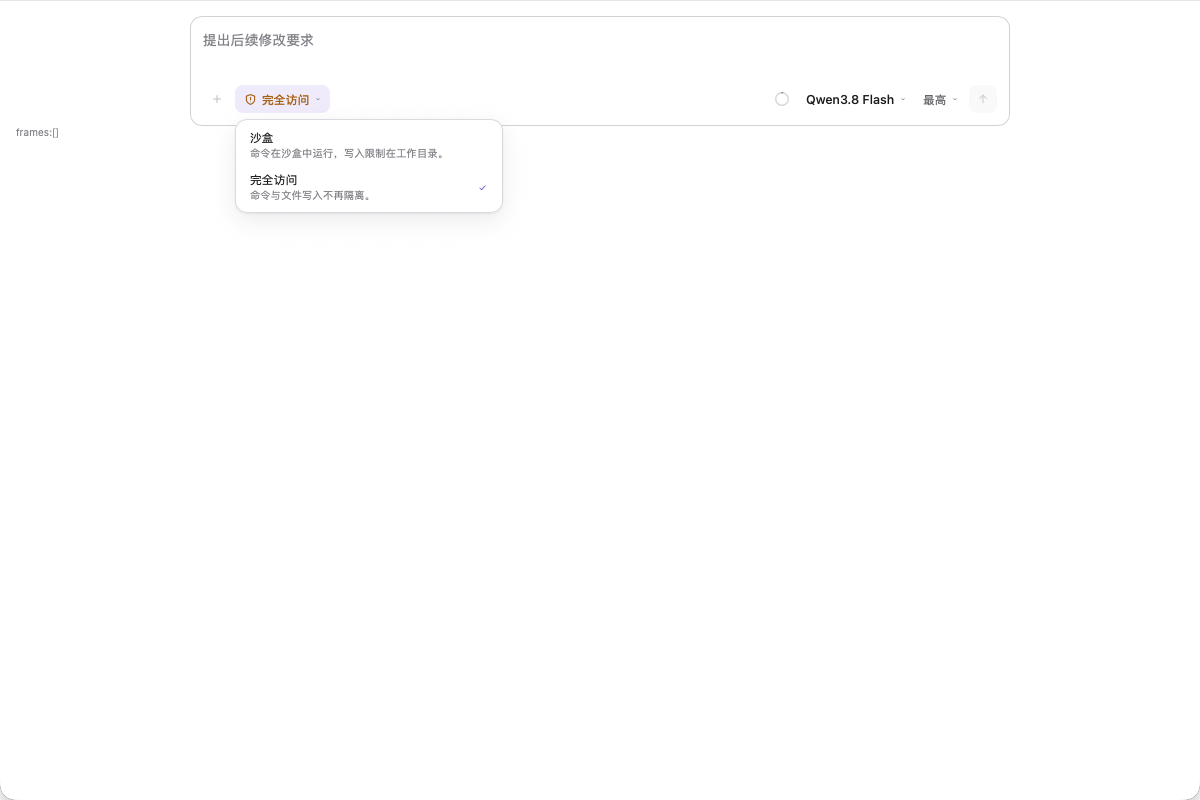 提出后续修改要求
完全访问
Qwen3.8 Flash
最高
frames:[]
沙盒
命令在沙盒中运行，写入限制在工作目录。
完全访问
命令与文件写入不再隔离。